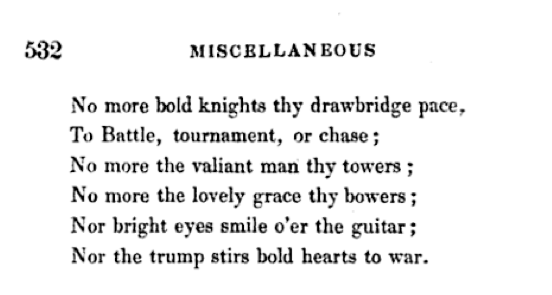 532 MISCELLANEOUS
No more bold knights thy drawbridge pace,
To Battle, tournament, or chase;
No more the valiant man thy towers;
No more the lovely grace thy bowers;
Nor bright eyes smile o'er the guitar;
Nor the trump stirs bold hearts to war.